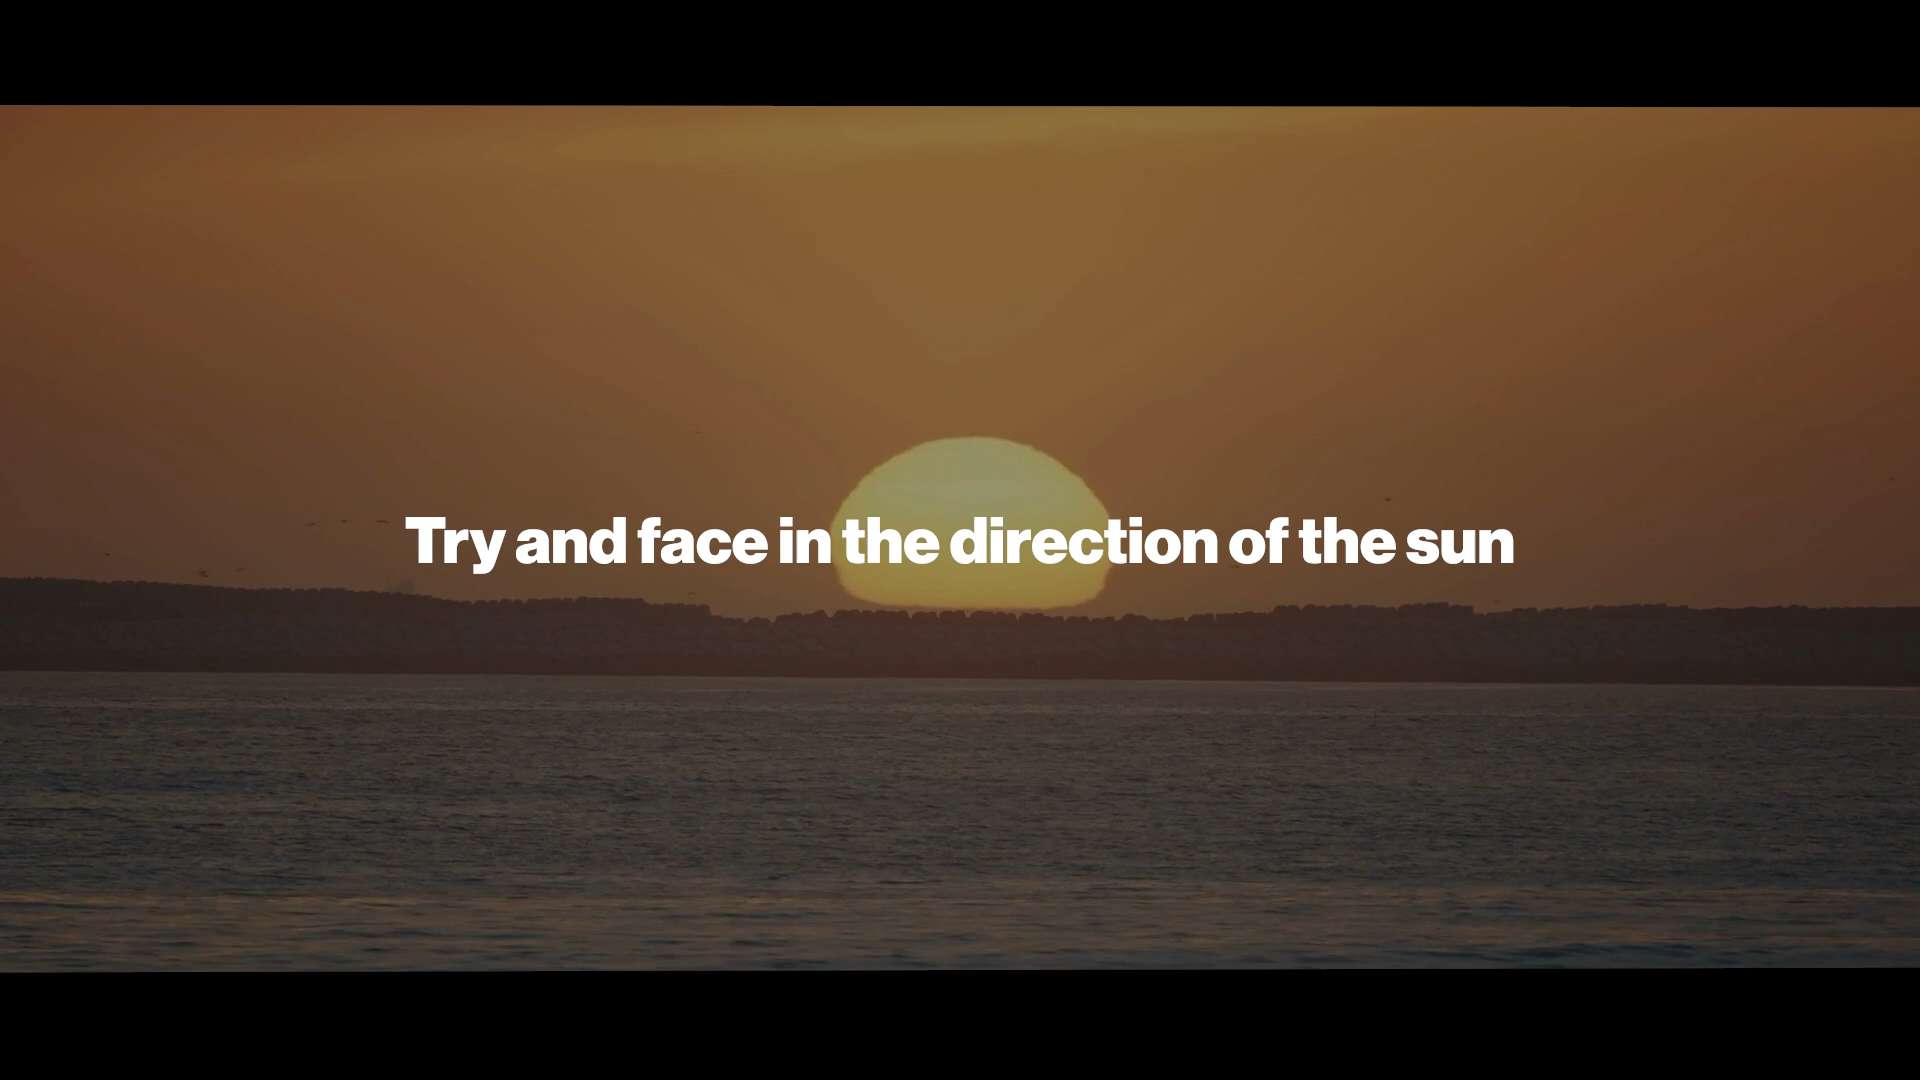 Try and face in the direction of the sun